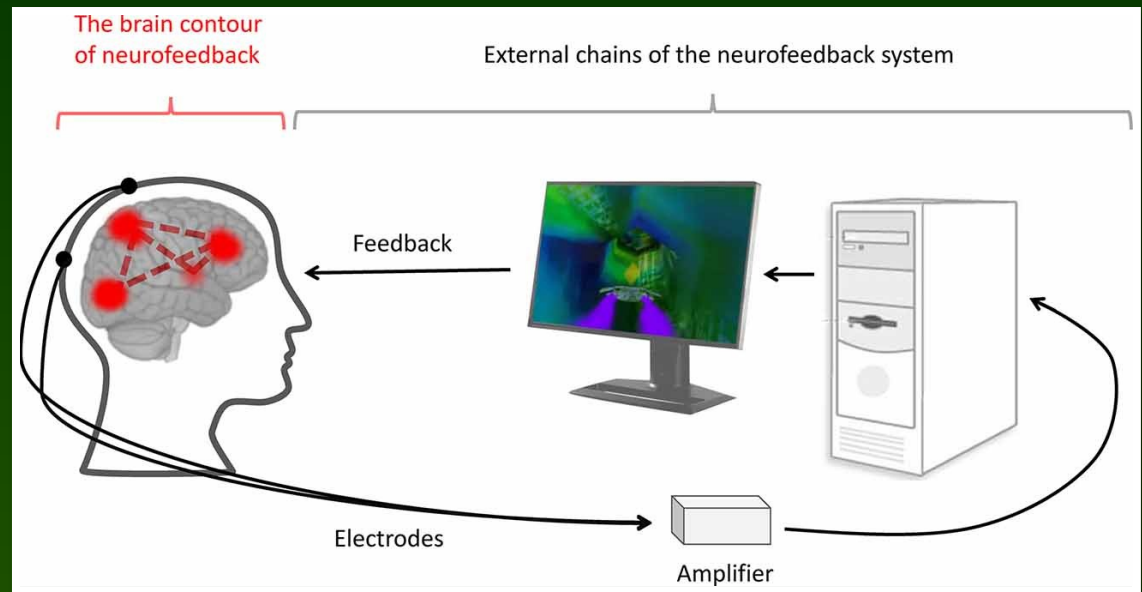 The brain contour
of neurofeedback
External chains of the neurofeedback system
Feedback
Electrodes
Amplifier